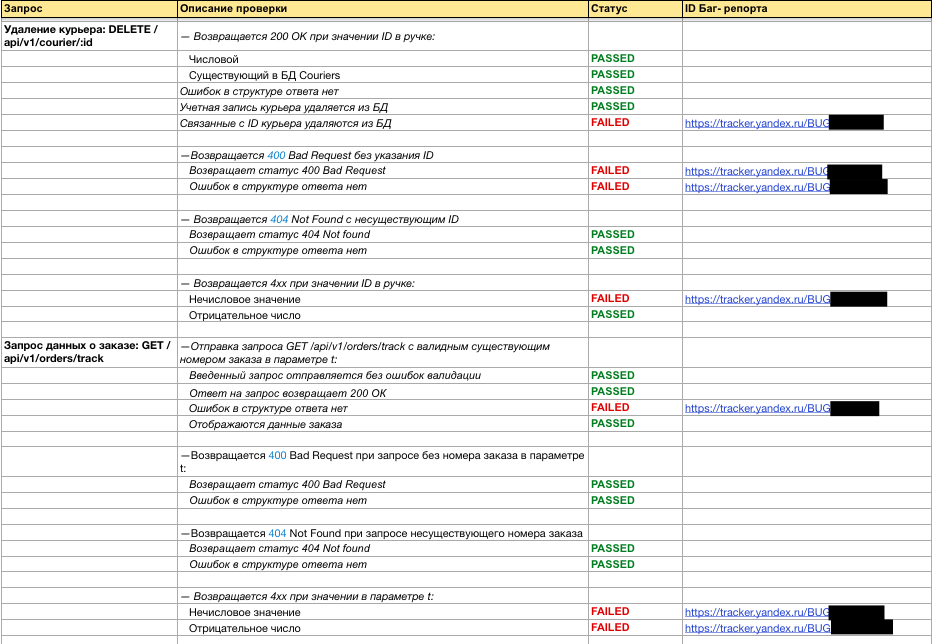 Запрос Описание проверки Статус ID Баг- репорта
Удаление курьера: DELETE /
api/v1/courier/:id
— Возвращается 200 OK при значении ID в ручке:
Числовой PASSED
Существующий в БД Couriers PASSED
Ошибок в структуре ответа нет PASSED
Учетная запись курьера удаляется из БД PASSED
Связанные с ID курьера удаляются из БД FAILED https://tracker.yandex.ru/BUG
—Возвращается 400 Bad Request без указания ID
Возвращает статус 400 Bad Request FAILED https://tracker.yandex.ru/BUG
Ошибок в структуре ответа нет FAILED https://tracker.yandex.ru/BUG
— Возвращается 404 Not Found с несуществующим ID
Возвращает статус 404 Not found PASSED
Ошибок в структуре ответа нет PASSED
— Возвращается 4xx при значении ID в ручке:
Нечисловое значение FAILED https://tracker.yandex.ru/BUG
Отрицательное число PASSED
Запрос данных о заказе: GET /
api/v1/orders/track
—Отправка запроса GET /api/v1/orders/track с валидным существующим
номером заказа в параметре t:
Введенный запрос отправляется без ошибок валидации PASSED
Ответ на запрос возвращает 200 ОК PASSED
Ошибок в структуре ответа нет FAILED https://tracker.yandex.ru/BUG
Отображаются данные заказа PASSED
—Возвращается 400 Bad Request при запросе без номера заказа в параметре
t:
Возвращает статус 400 Bad Request PASSED
Ошибок в структуре ответа нет PASSED
—Возвращается 404 Not Found при запросе несуществующего номера заказа
Возвращает статус 404 Not found PASSED
Ошибок в структуре ответа нет PASSED
— Возвращается 4xx при значении в параметре t:
Нечисловое значение FAILED https://tracker.yandex.ru/BUG
Отрицательное число FAILED https://tracker.yandex.ru/BUG